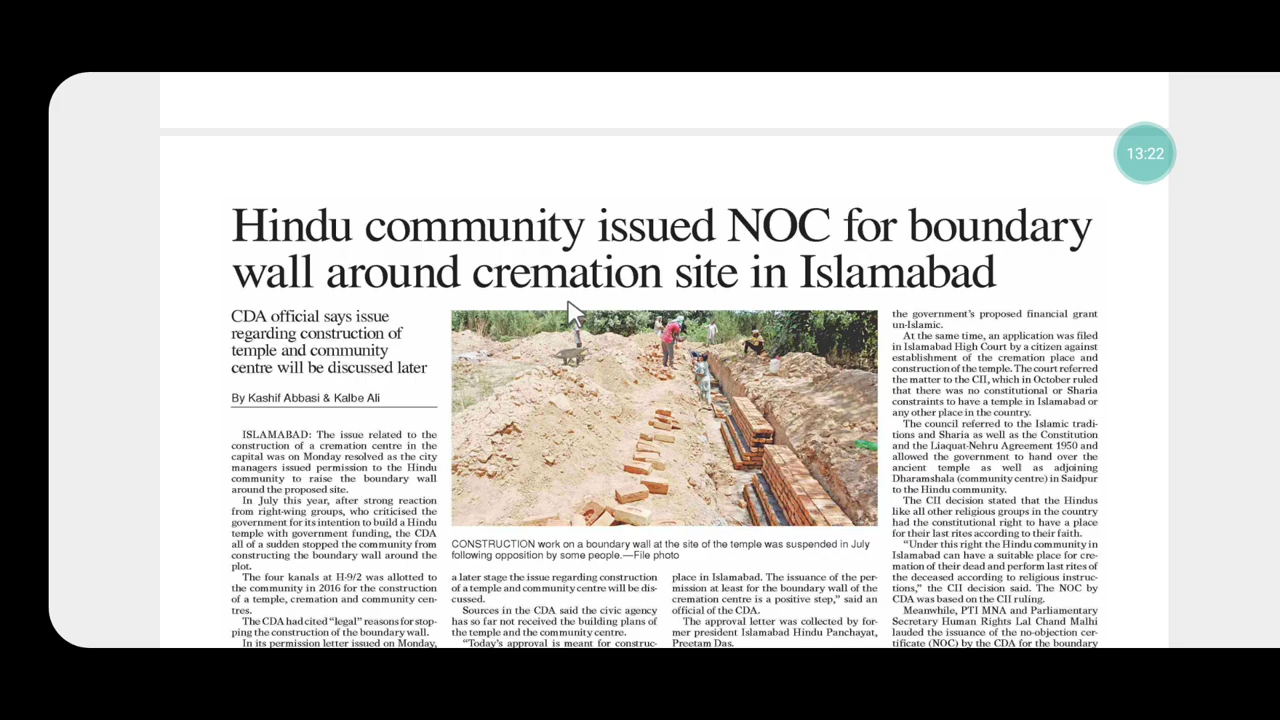 13:22
Hindu community issued NOC for boundary
wall around cremation site in Islamabad
CDA official says issue
regarding construction of
temple and community
centre will be discussed later
By Kashif Abbasi & Kalbe Ali
ISLAMABAD: The issue related to the
construction of a cremation centre in the
capital was on Monday resolved as the city
managers issued permission to the Hindu
community to raise the boundary wall
around the proposed site.
In July this year, after strong reaction
from right-wing groups, who criticised the
government for its intention to build a Hindu
temple with government funding, the CDA
all of a sudden stopped the community from
constructing the boundary wall around the
plot.
The four kanals at H-9/2 was allotted to
the community in 2016 for the construction
of a temple, cremation and community cen-
tres.
The CDA had cited “legal” reasons for stop-
ping the construction of the boundary wall.
In its permission letter issued on Monday,
CONSTRUCTION work on a boundary wall at the site of the temple was suspended in July
following opposition by some people.—File photo
a later stage the issue regarding construction
of a temple and community centre will be dis-
cussed.
Sources in the CDA said the civic agency
has so far not received the building plans of
the temple and the community centre.
“Today’s approval is meant for construc-
place in Islamabad. The issuance of the per-
mission at least for the boundary wall of the
cremation centre is a positive step,” said an
official of the CDA.
The approval letter was collected by for-
mer president Islamabad Hindu Panchayat,
Preetam Das.
the government’s proposed financial grant
un-Islamic.
At the same time, an application was filed
in Islamabad High Court by a citizen against
establishment of the cremation place and
construction of the temple. The court referred
the matter to the CII, which in October ruled
that there was no constitutional or Sharia
constraints to have a temple in Islamabad or
any other place in the country.
The council referred to the Islamic tradi-
tions and Sharia as well as the Constitution
and the Liaquat-Nehru Agreement 1950 and
allowed the government to hand over the
ancient temple as well as adjoining
Dharamshala (community centre) in Saidpur
to the Hindu community.
The CII decision stated that the Hindus
like all other religious groups in the country
had the constitutional right to have a place
for their last rites according to their faith.
“Under this right the Hindu community in
Islamabad can have a suitable place for cre-
mation of their dead and perform last rites of
the deceased according to religious instruc-
tions,” the CII decision said. The NOC by
CDA was based on the CII ruling.
Meanwhile, PTI MNA and Parliamentary
Secretary Human Rights Lal Chand Malhi
lauded the issuance of the no-objection cer-
tificate (NOC) by the CDA for the boundary